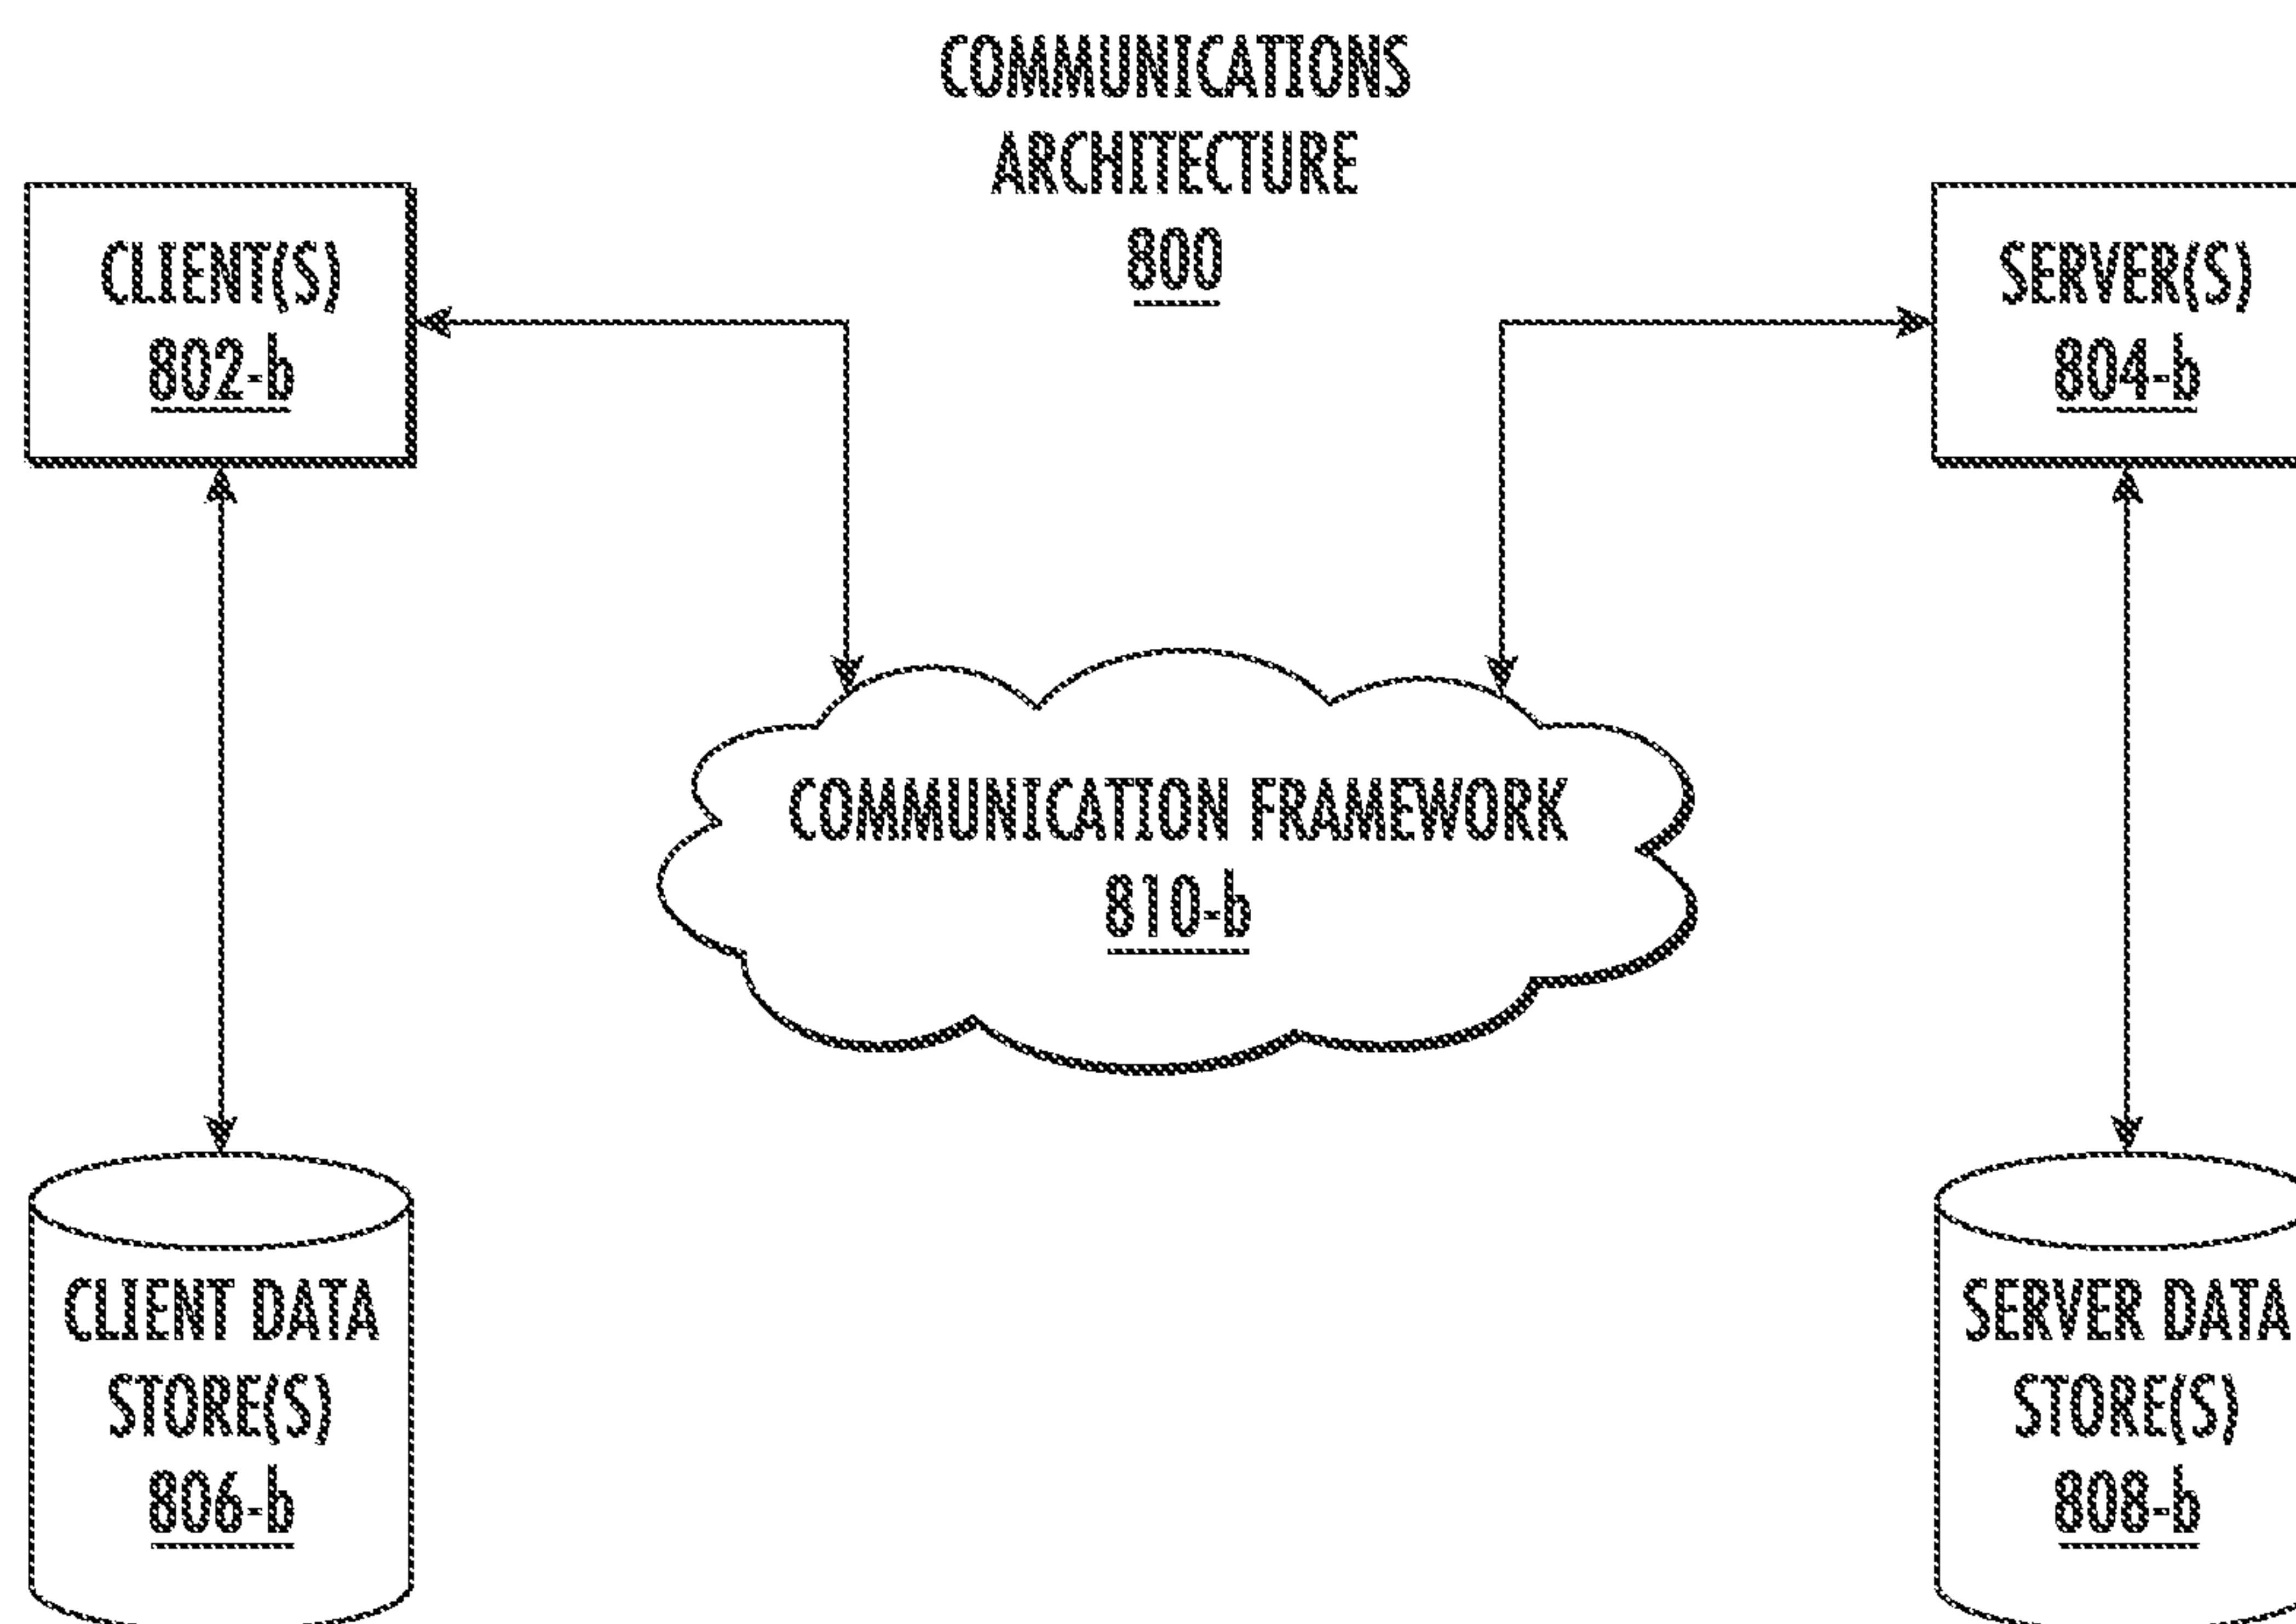 COMMUNICATIONS
ARCHITECTURE
800
CLIENT(S)
802-b
SERVER(S)
804-b
COMMUNICATION FRAMEWORK
810-b
CLIENT DATA
STORE(S)
806-b
SERVER DATA
STORE(S)
808-b